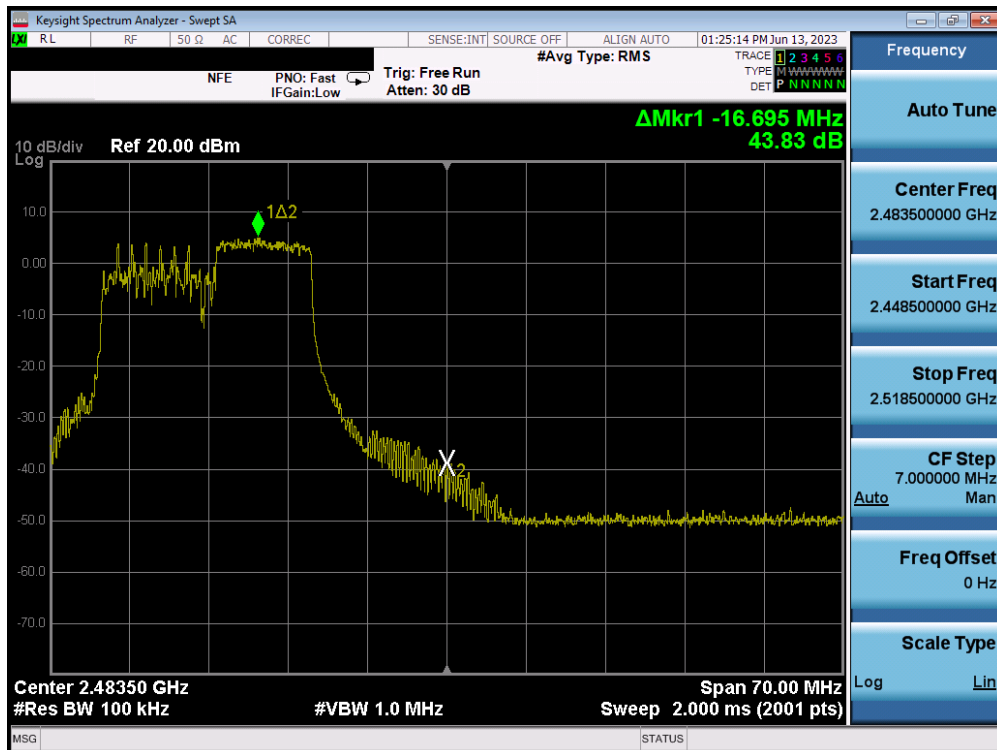 Keysight Spectrum Analyzer - Swept SA
LXI RL RF 50 Ω AC CORREC SENSE:INT SOURCE OFF ALIGN AUTO 01:25:14 PM Jun 13, 2023
#Avg Type: RMS
TRACE 1 2 3 4 5 6
TYPE M WWWWW
DET P N N N N N
NFE PNO: Fast Trig: Free Run
IFGain:Low Atten: 30 dB
ΔMkr1 -16.695 MHz
43.83 dB
10 dB/div Ref 20.00 dBm
Log
1Δ2
10.0
0.00
-10.0
-20.0
-30.0
-40.0
X2
-50.0
-60.0
-70.0
Center 2.48350 GHz Span 70.00 MHz
#Res BW 100 kHz #VBW 1.0 MHz Sweep 2.000 ms (2001 pts)
MSG STATUS
Frequency
Auto Tune
Center Freq
2.483500000 GHz
Start Freq
2.448500000 GHz
Stop Freq
2.518500000 GHz
CF Step
7.000000 MHz
Auto Man
Freq Offset
0 Hz
Scale Type
Log Lin